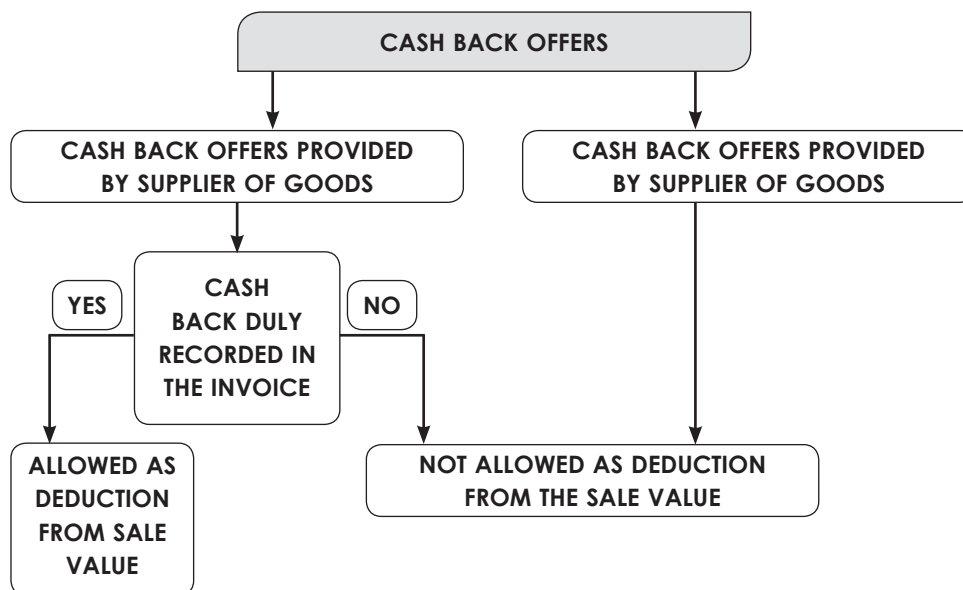 CASH BACK OFFERS
CASH BACK OFFERS PROVIDED
BY SUPPLIER OF GOODS
CASH BACK OFFERS PROVIDED
BY SUPPLIER OF GOODS
YES
CASH
BACK DULY
RECORDED IN
THE INVOICE
NO
ALLOWED AS
DEDUCTION
FROM SALE
VALUE
NOT ALLOWED AS DEDUCTION
FROM THE SALE VALUE